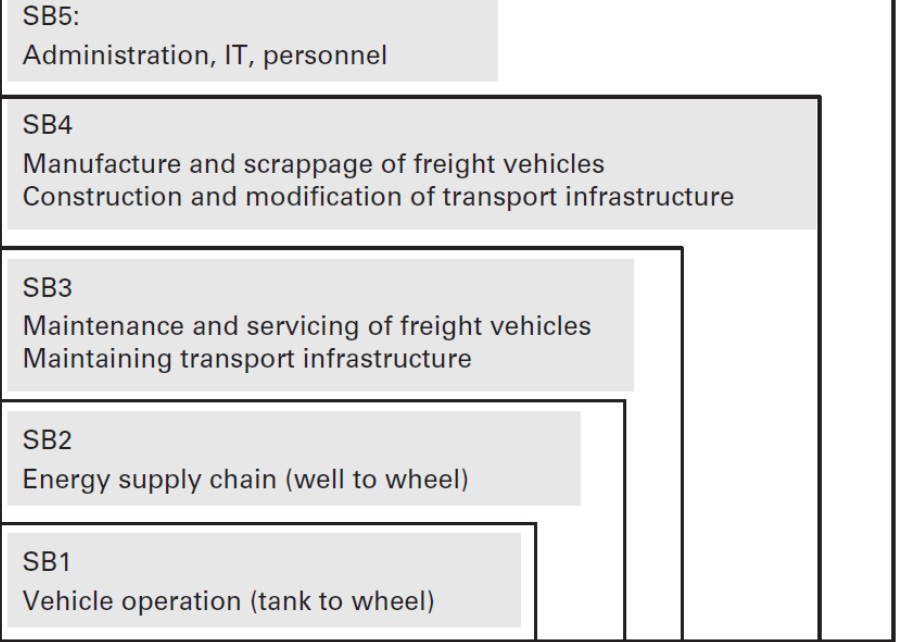 SB5:
Administration, IT, personnel
SB4
Manufacture and scrappage of freight vehicles
Construction and modification of transport infrastructure
SB3
Maintenance and servicing of freight vehicles
Maintaining transport infrastructure
SB2
Energy supply chain (well to wheel)
SB1
Vehicle operation (tank to wheel)